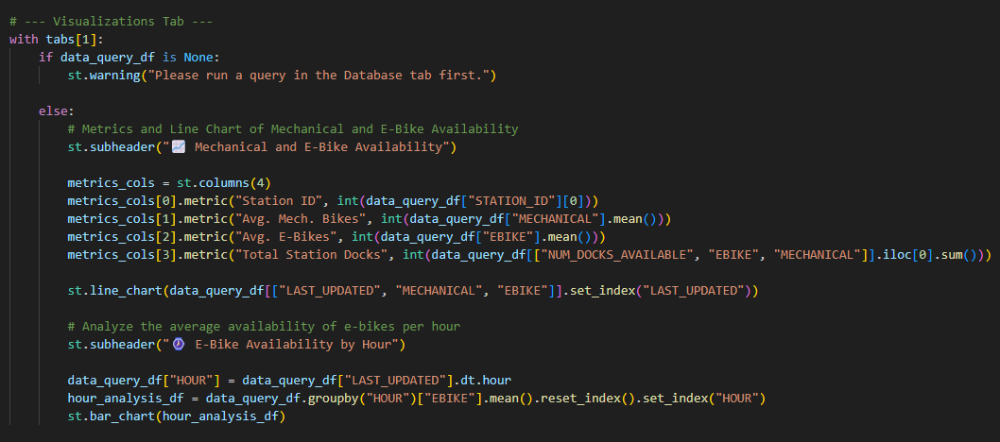 # --- Visualizations Tab ---
with tabs[1]:
    if data_query_df is None:
        st.warning("Please run a query in the Database tab first.")
    else:
        # Metrics and Line Chart of Mechanical and E-Bike Availability
        st.subheader("📈 Mechanical and E-Bike Availability")
        metrics_cols = st.columns(4)
        metrics_cols[0].metric("Station ID", int(data_query_df["STATION_ID"][0]))
        metrics_cols[1].metric("Avg. Mech. Bikes", int(data_query_df["MECHANICAL"].mean()))
        metrics_cols[2].metric("Avg. E-Bikes", int(data_query_df["EBIKE"].mean()))
        metrics_cols[3].metric("Total Station Docks", int(data_query_df[["NUM_DOCKS_AVAILABLE", "EBIKE", "MECHANICAL"]].iloc[0].sum()))
        st.line_chart(data_query_df[["LAST_UPDATED", "MECHANICAL", "EBIKE"]].set_index("LAST_UPDATED"))
        # Analyze the average availability of e-bikes per hour
        st.subheader("🕗 E-Bike Availability by Hour")
        data_query_df["HOUR"] = data_query_df["LAST_UPDATED"].dt.hour
        hour_analysis_df = data_query_df.groupby("HOUR")["EBIKE"].mean().reset_index().set_index("HOUR")
        st.bar_chart(hour_analysis_df)